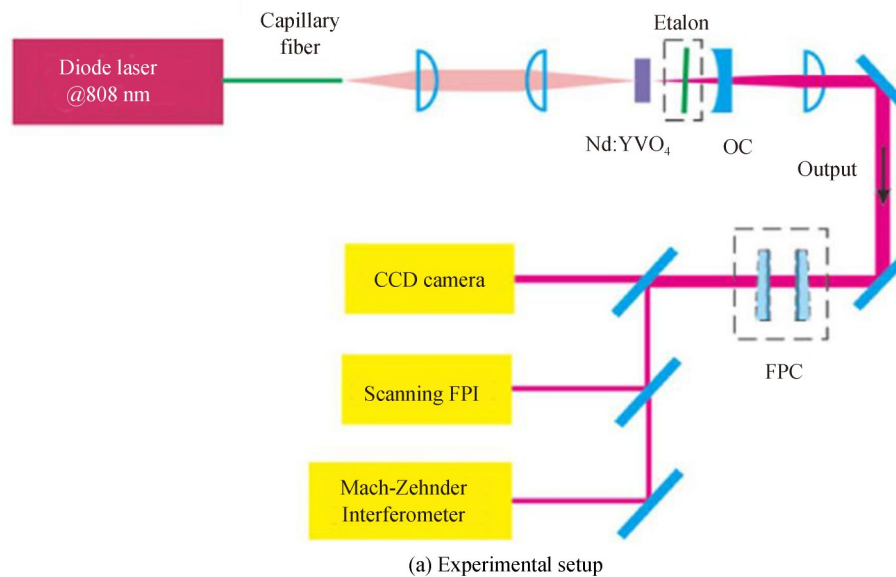 Capillary
fiber
Etalon
Diode laser
@808 nm
Nd:YVO₄
OC
Output
CCD camera
FPC
Scanning FPI
Mach-Zehnder
Interferometer
(a) Experimental setup